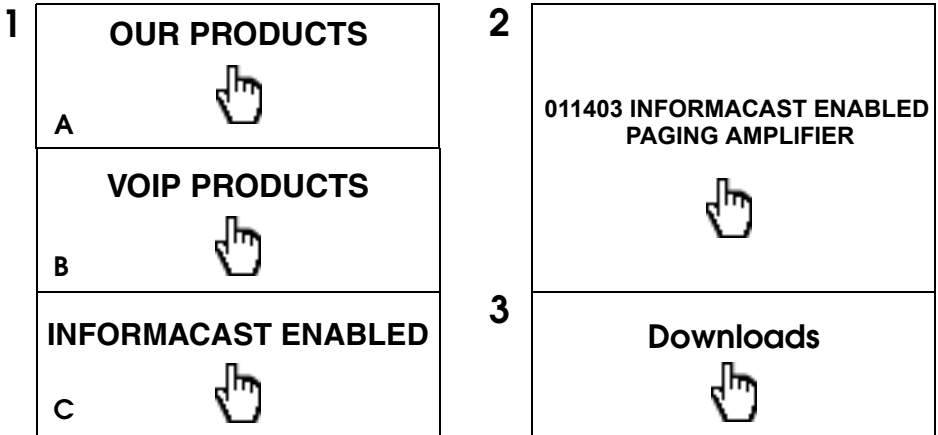 1
OUR PRODUCTS
A
VOIP PRODUCTS
B
INFORMACAST ENABLED
C
2
011403 INFORMACAST ENABLED
PAGING AMPLIFIER
3
Downloads